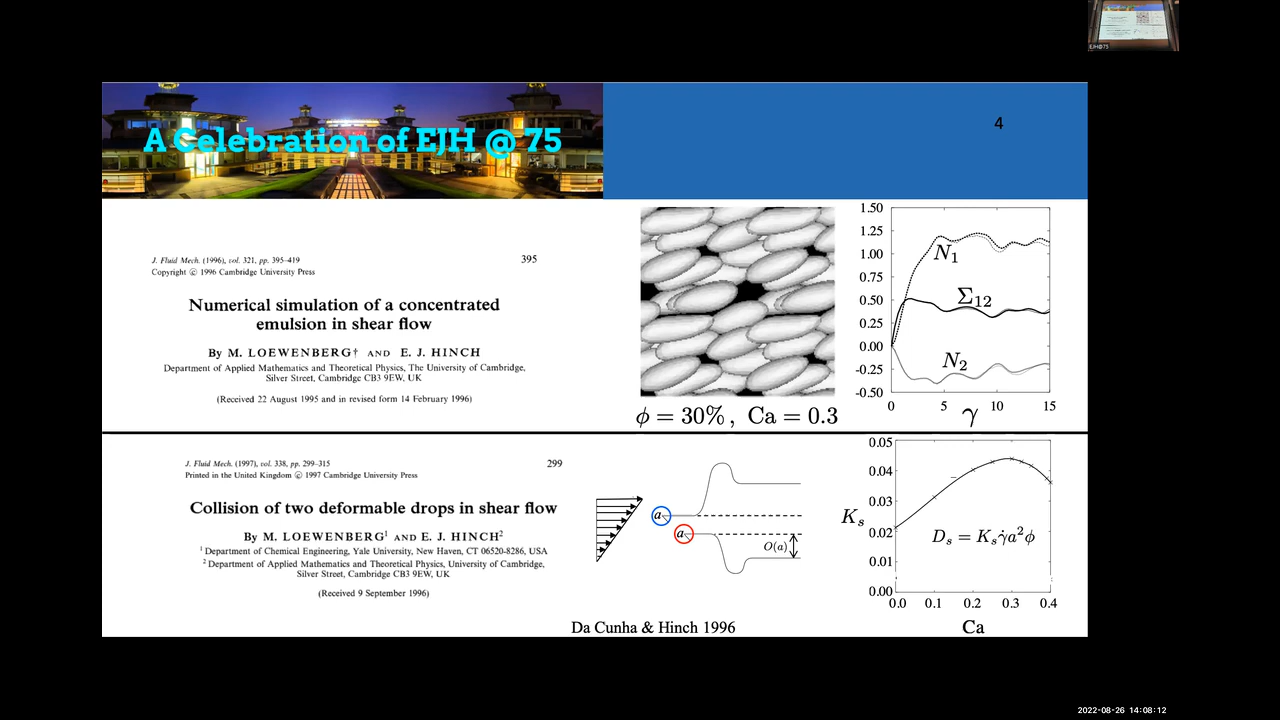 EJH@75
A Celebration of EJH @ 75
4
J. Fluid Mech. (1996), vol. 321, pp. 395–419
395
Copyright © 1996 Cambridge University Press
Numerical simulation of a concentrated
emulsion in shear flow
By M. LOEWENBERG† AND E. J. HINCH
Department of Applied Mathematics and Theoretical Physics, The University of Cambridge,
Silver Street, Cambridge CB3 9EW, UK
(Received 22 August 1995 and in revised form 14 February 1996)
ϕ = 30% , Ca = 0.3
1.50
1.25
1.00
0.75
0.50
0.25
0.00
-0.25
-0.50
N₁
Σ₁₂
N₂
0 5 10 15
γ
J. Fluid Mech. (1997), vol. 338, pp. 299–315
299
Printed in the United Kingdom © 1997 Cambridge University Press
Collision of two deformable drops in shear flow
By M. LOEWENBERG¹ AND E. J. HINCH²
¹ Department of Chemical Engineering, Yale University, New Haven, CT 06520-8286, USA
² Department of Applied Mathematics and Theoretical Physics, University of Cambridge,
Silver Street, Cambridge CB3 9EW, UK
(Received 9 September 1996)
a
a
O(a)
Da Cunha & Hinch 1996
0.05
0.04
0.03
0.02
0.01
0.00
Kₛ
Dₛ = Kₛγ̇a²ϕ
0.0 0.1 0.2 0.3 0.4
Ca
2022-08-26 14:08:12